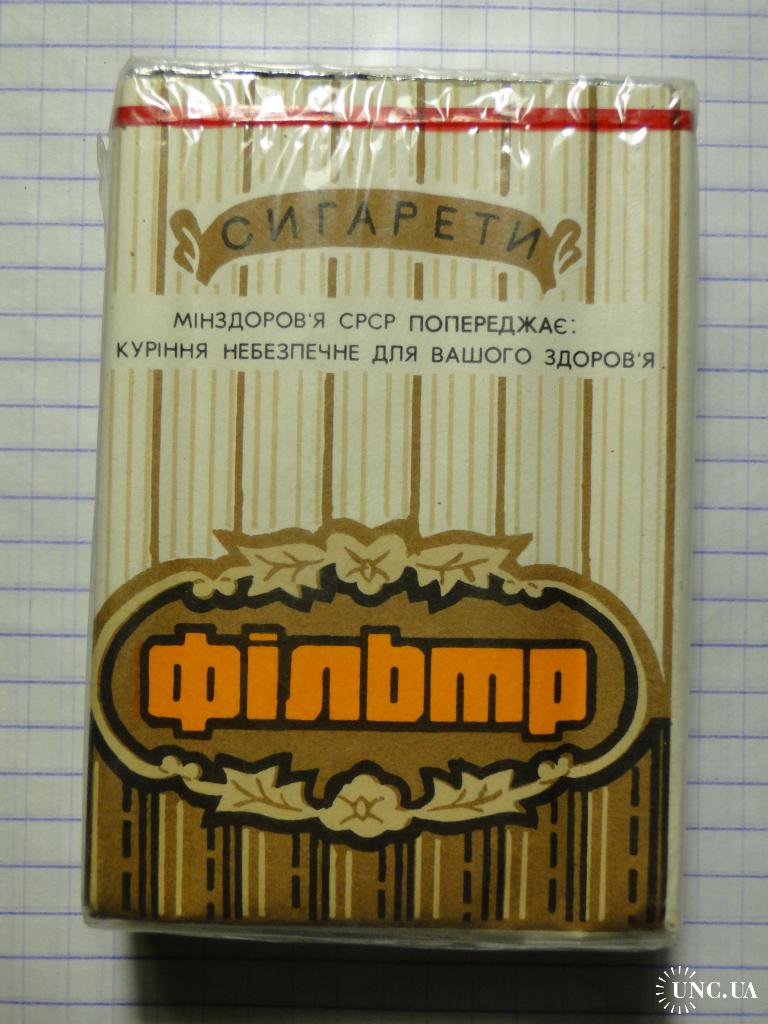 СИГАРЕТИ
МІНЗДОРОВ'Я СРСР ПОПЕРЕДЖАЄ:
КУРІННЯ НЕБЕЗПЕЧНЕ ДЛЯ ВАШОГО ЗДОРОВ'Я
фільтр
UNC.UA